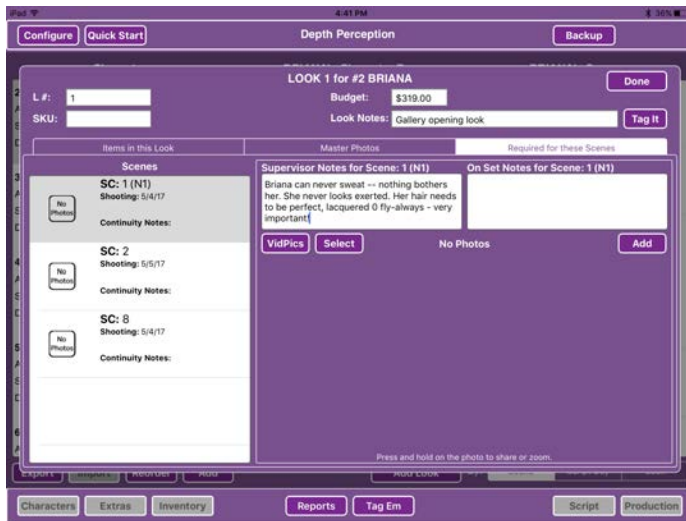 iPad 4:41 PM 36%
Configure Quick Start Depth Perception Backup
LOOK 1 for #2 BRIANA Done
L #: 1 Budget: $319.00
SKU: Look Notes: Gallery opening look Tag It
Items in this Look Master Photos Required for these Scenes
Scenes
SC: 1 (N1)
Shooting: 5/4/17
No
Photos
Continuity Notes:
SC: 2
Shooting: 5/5/17
No
Photos
Continuity Notes:
SC: 8
Shooting: 5/4/17
No
Photos
Continuity Notes:
Supervisor Notes for Scene: 1 (N1) On Set Notes for Scene: 1 (N1)
Briana can never sweat -- nothing bothers
her. She never looks exerted. Her hair needs
to be perfect, lacquered 0 fly-always - very
important!
VidPics Select No Photos Add
Press and hold on the photo to share or zoom.
Export Import Reorder Add Add Look
Characters Extras Inventory Reports Tag Em Script Production